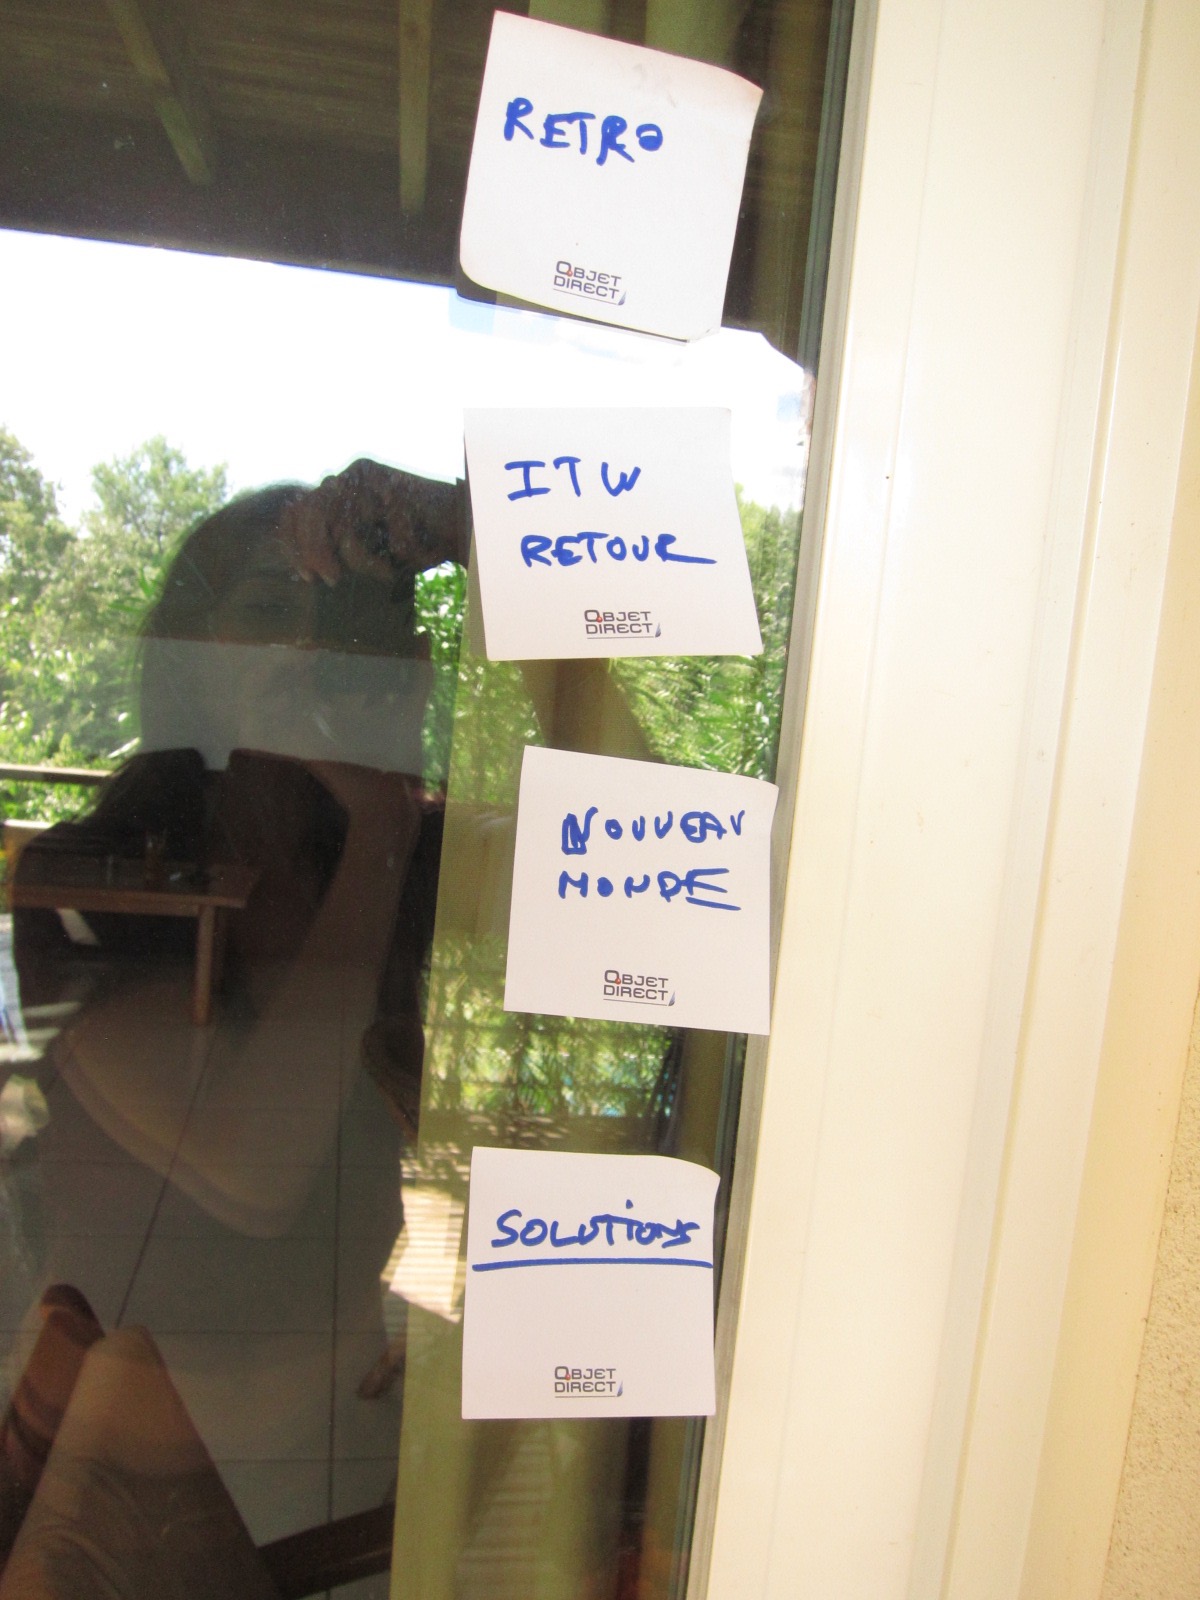 RETRO
OBJET
DIRECT
ITW
RETOUR
OBJET
DIRECT
NOUVEAU
MONDE
OBJET
DIRECT
SOLUTIONS
OBJET
DIRECT